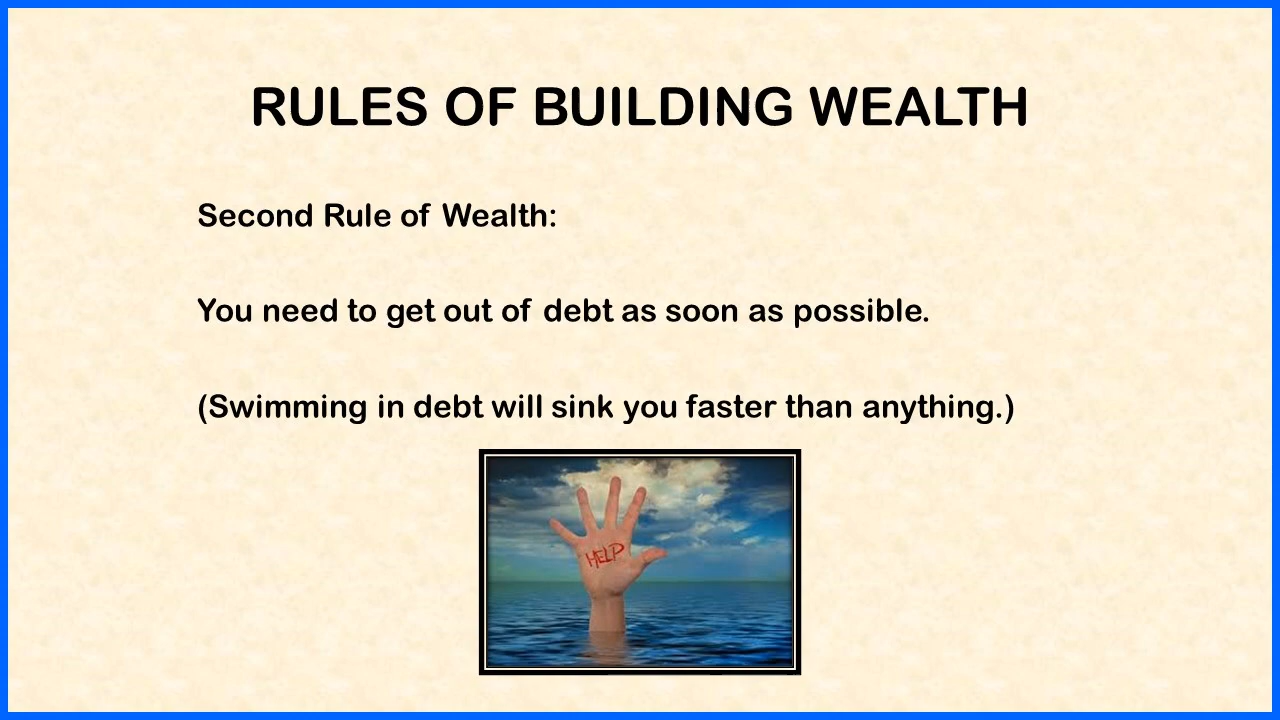 RULES OF BUILDING WEALTH
Second Rule of Wealth:
You need to get out of debt as soon as possible.
(Swimming in debt will sink you faster than anything.)
HELP